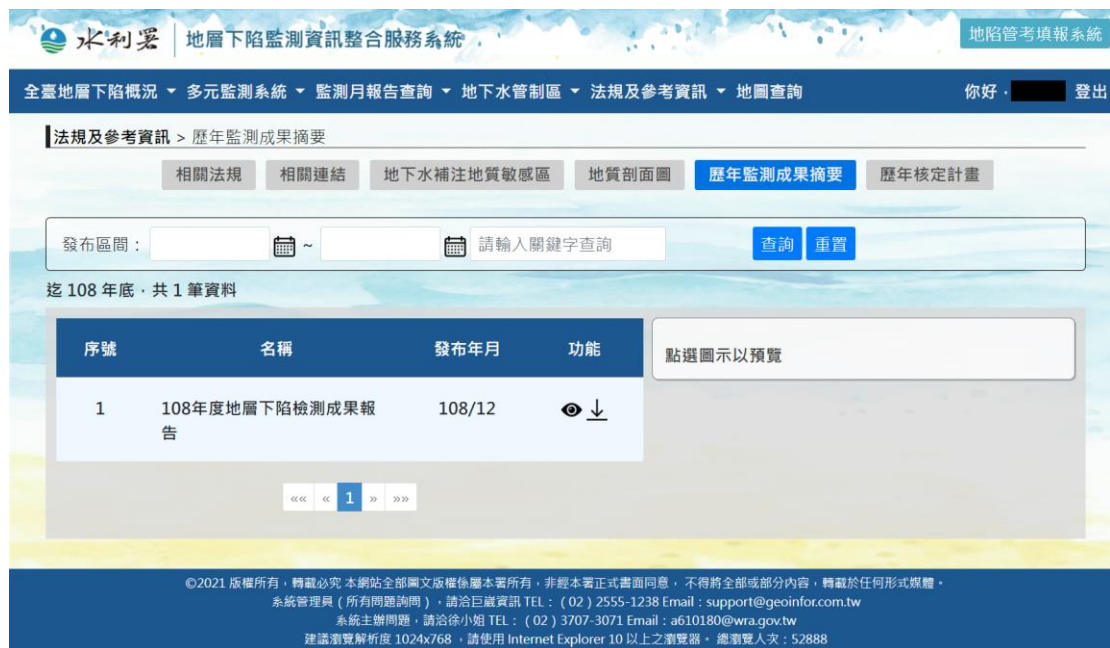 水利署 地層下陷監測資訊整合服務系統 地陷管考填報系統
全臺地層下陷概況 多元監測系統 監測月報告查詢 地下水管制區 法規及參考資訊 地圖查詢 你好, 登出
法規及參考資訊 > 歷年監測成果摘要
相關法規 相關連結 地下水補注地質敏感區 地質剖面圖 歷年監測成果摘要 歷年核定計畫
發布區間： ~ 請輸入關鍵字查詢 查詢 重置
迄 108 年底，共 1 筆資料
序號 名稱 發布年月 功能 點選圖示以預覽
1 108年度地層下陷檢測成果報 108/12
告
«« « 1 » »»
©2021 版權所有，轉載必究 本網站全部圖文版權係屬本署所有，非經本署正式書面同意， 不得將全部或部分內容，轉載於任何形式媒體。
系統管理員（所有問題詢問），請洽巨巖資訊 TEL：（02）2555-1238 Email：support@geoinfor.com.tw
系統主辦問題，請洽徐小姐 TEL：（02）3707-3071 Email：a610180@wra.gov.tw
建議瀏覽解析度 1024x768 ，請使用 Internet Explorer 10 以上之瀏覽器。 總瀏覽人次：52888